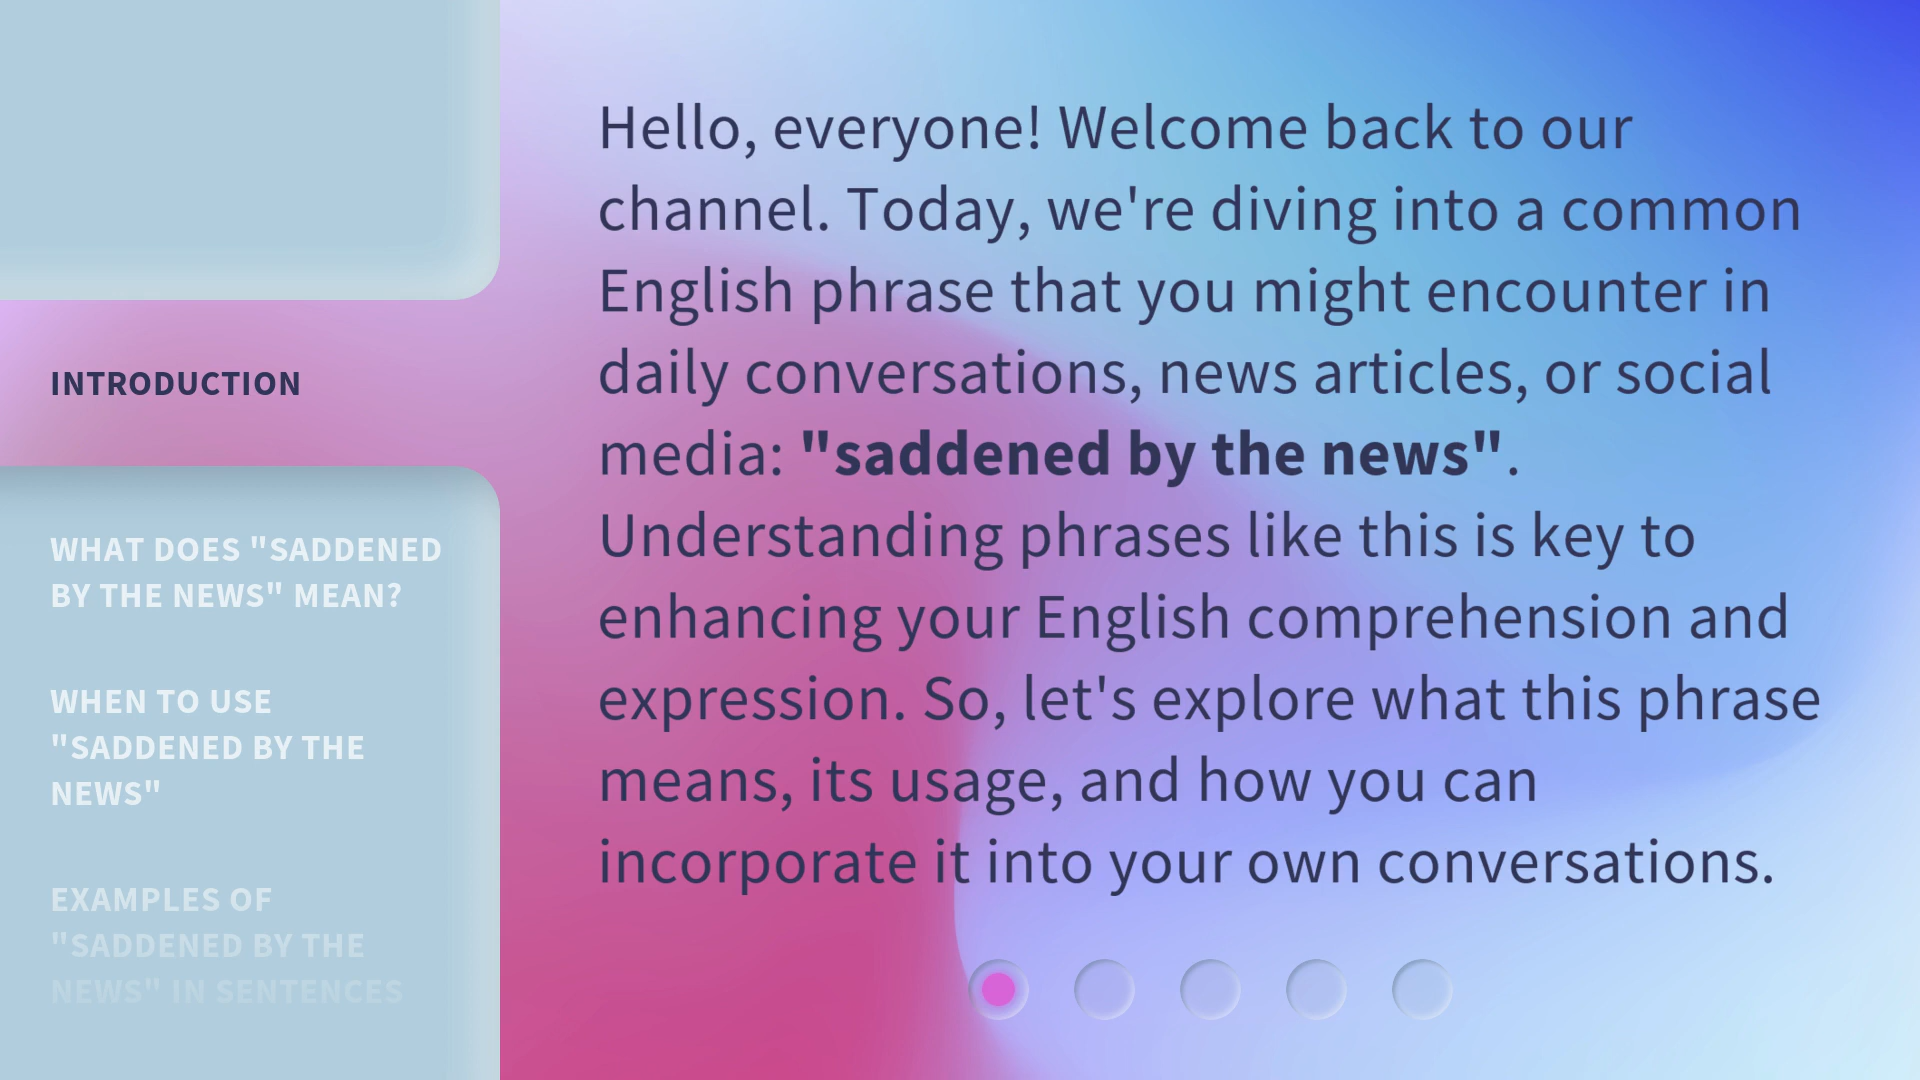 INTRODUCTION
WHAT DOES "SADDENED
BY THE NEWS" MEAN?
WHEN TO USE
"SADDENED BY THE
NEWS"
EXAMPLES OF
"SADDENED BY THE
NEWS" IN SENTENCES
Hello, everyone! Welcome back to our
channel. Today, we're diving into a common
English phrase that you might encounter in
daily conversations, news articles, or social
media: "saddened by the news".
Understanding phrases like this is key to
enhancing your English comprehension and
expression. So, let's explore what this phrase
means, its usage, and how you can
incorporate it into your own conversations.